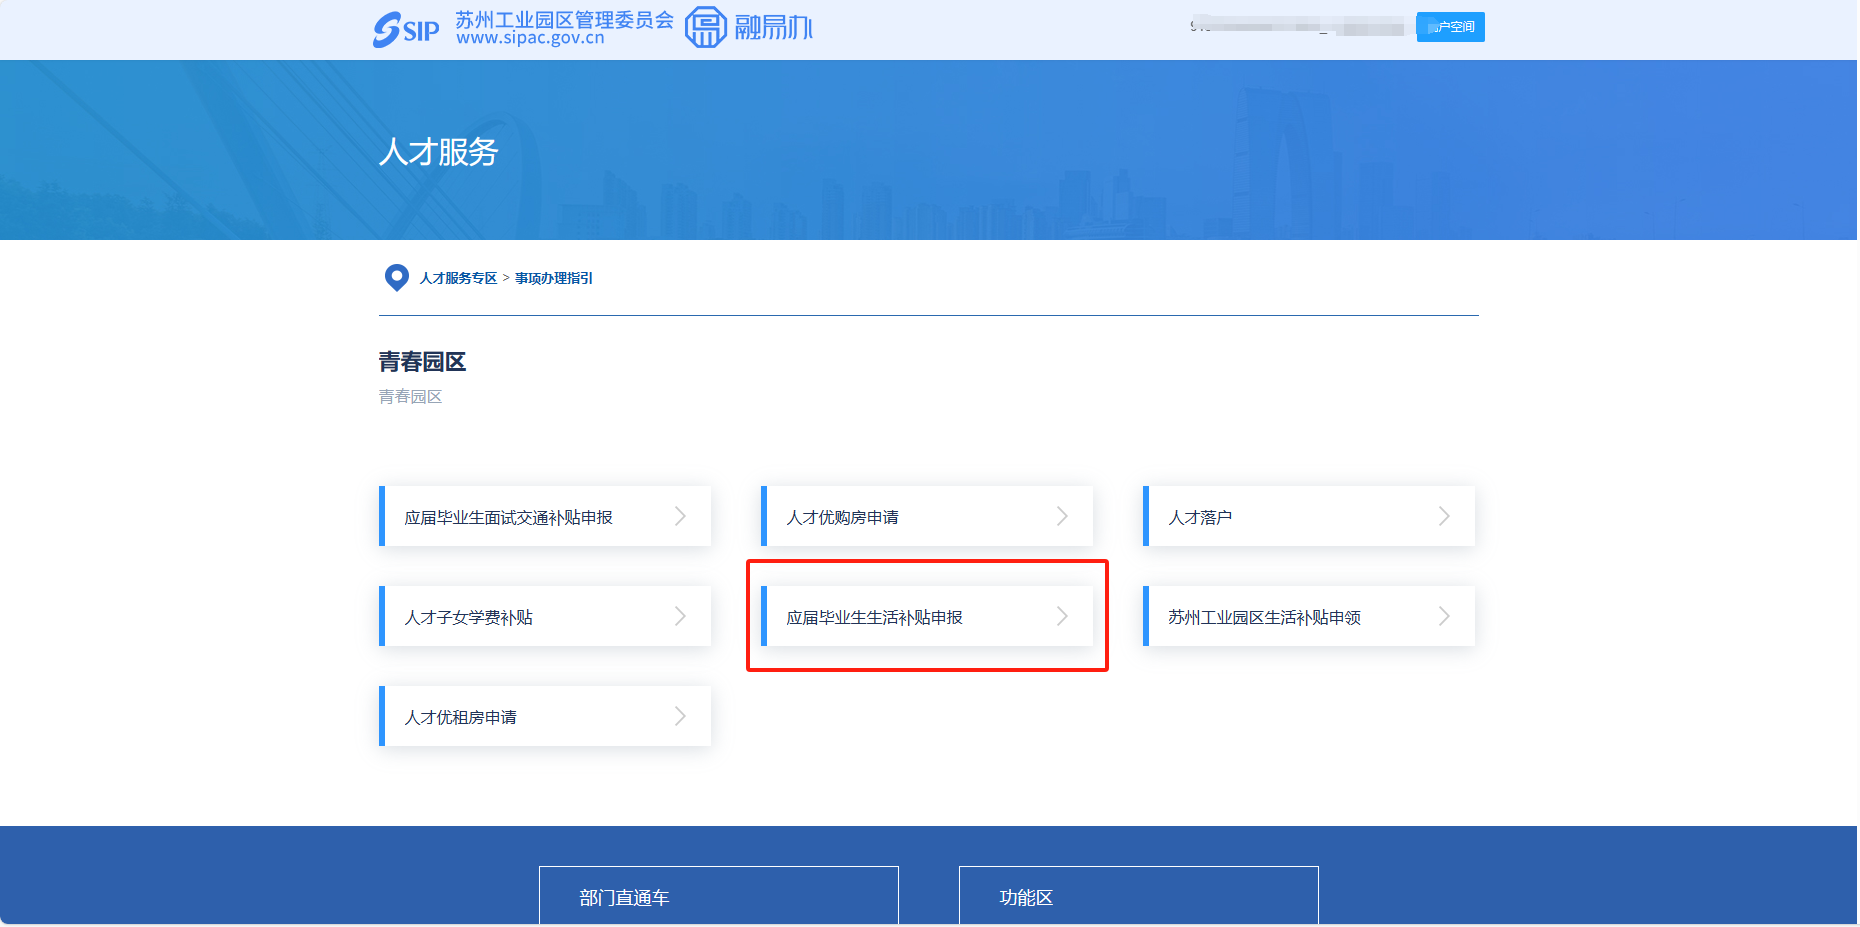 SIP 苏州工业园区管理委员会 融易办
www.sipac.gov.cn
户空间
人才服务
人才服务专区 > 事项办理指引
青春园区
青春园区
应届毕业生面试交通补贴申报
人才优购房申请
人才落户
人才子女学费补贴
应届毕业生生活补贴申报
苏州工业园区生活补贴申领
人才优租房申请
部门直通车
功能区